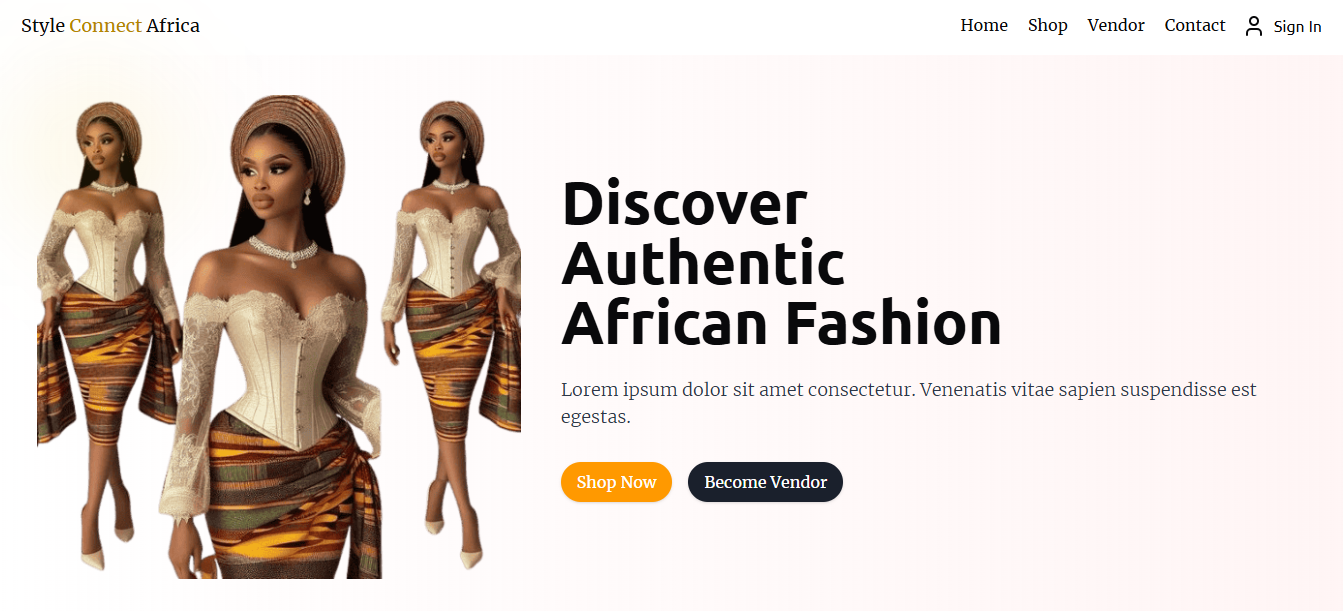 Style Connect Africa
Home Shop Vendor Contact Sign In
Discover
Authentic
African Fashion
Lorem ipsum dolor sit amet consectetur. Venenatis vitae sapien suspendisse est
egestas.
Shop Now Become Vendor